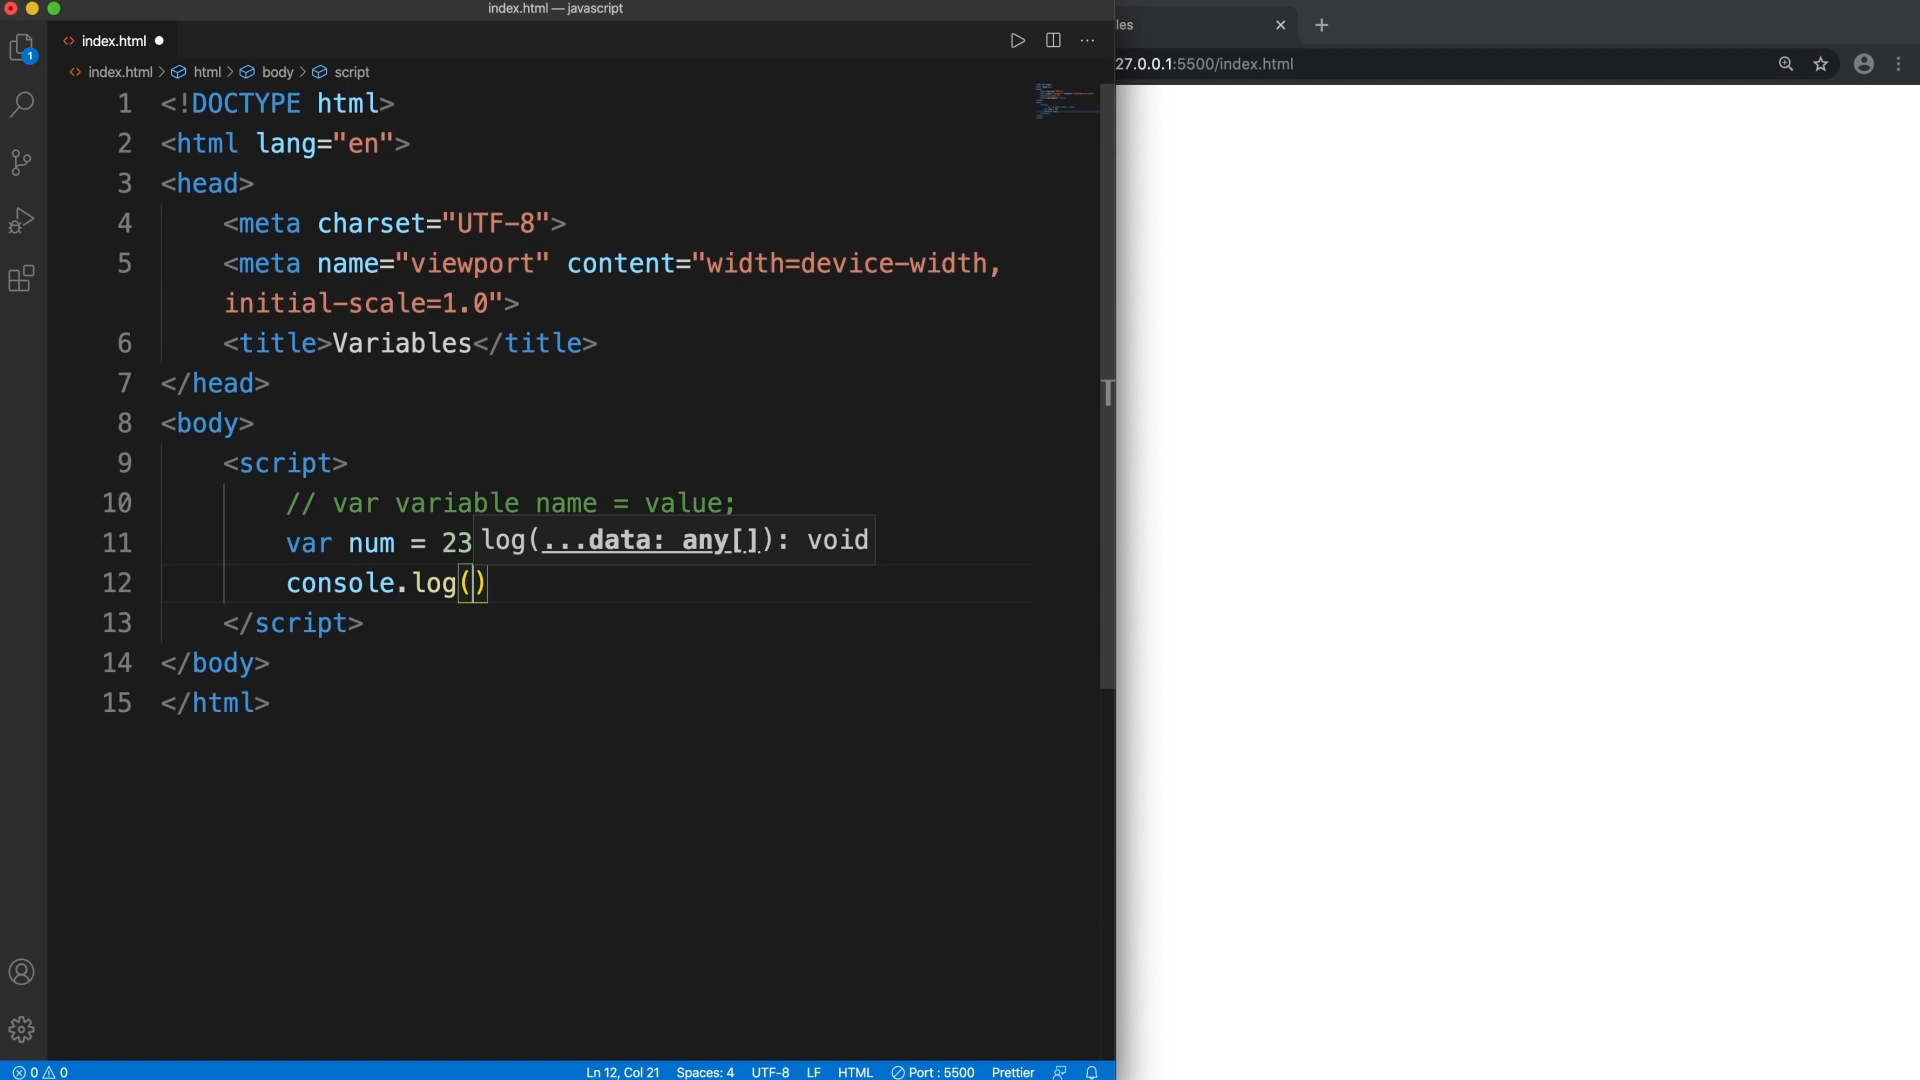 index.html — javascript
index.html
les
index.html html body script
27.0.0.1:5500/index.html
1 <!DOCTYPE html>
2 <html lang="en">
3 <head>
4 <meta charset="UTF-8">
5 <meta name="viewport" content="width=device-width,
initial-scale=1.0">
6 <title>Variables</title>
7 </head>
8 <body>
9 <script>
10 // var variable name = value;
11 var num = 23
log(...data: any[]): void
12 console.log()
13 </script>
14 </body>
15 </html>
1
0 0
Ln 12, Col 21 Spaces: 4 UTF-8 LF HTML Port : 5500 Prettier